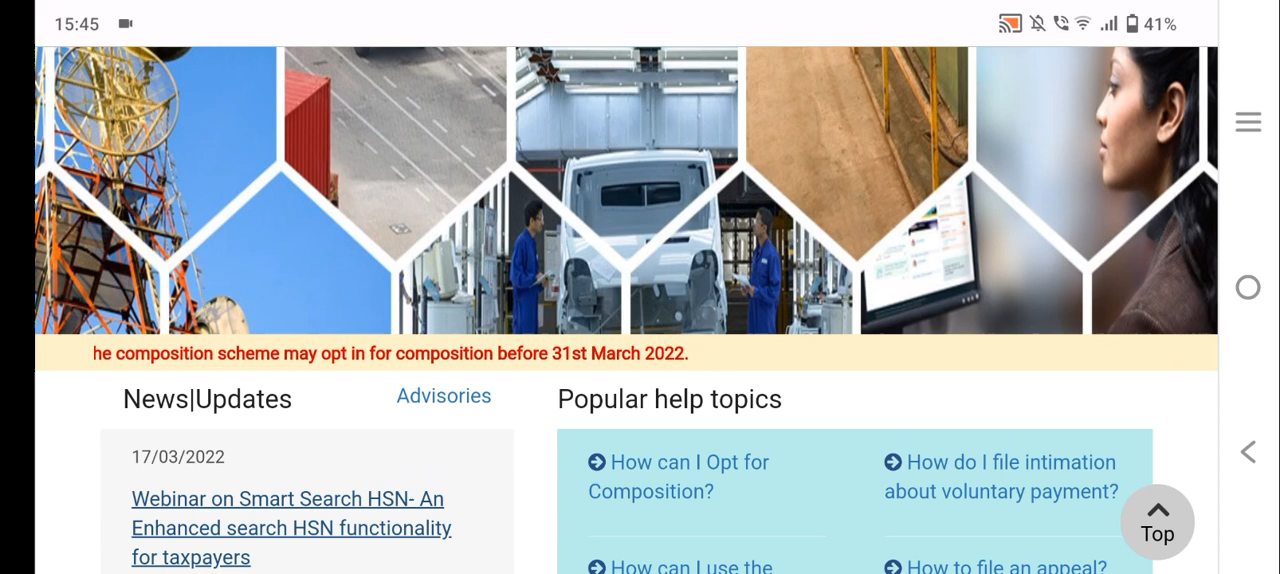 15:45
41%
he composition scheme may opt in for composition before 31st March 2022.
News|Updates
Advisories
17/03/2022
Webinar on Smart Search HSN- An
Enhanced search HSN functionality
for taxpayers
Popular help topics
How can I Opt for
Composition?
How do I file intimation
about voluntary payment?
How can I use the
How to file an appeal?
Top